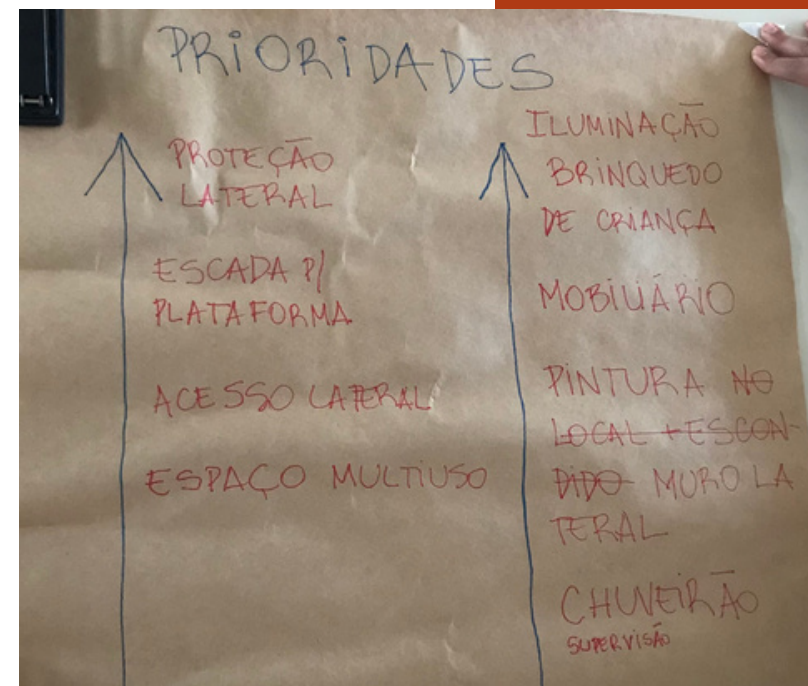 PRIORIDADES
PROTEÇÃO
LATERAL
ESCADA P/
PLATAFORMA
ACESSO LATERAL
ESPAÇO MULTIUSO
ILUMINAÇÃO
BRINQUEDO
DE CRIANÇA
MOBILIÁRIO
PINTURA NO
LOCAL + ESCON-
DIDO MURO LA
TERAL
CHUVEIRÃO
SUPERVISÃO